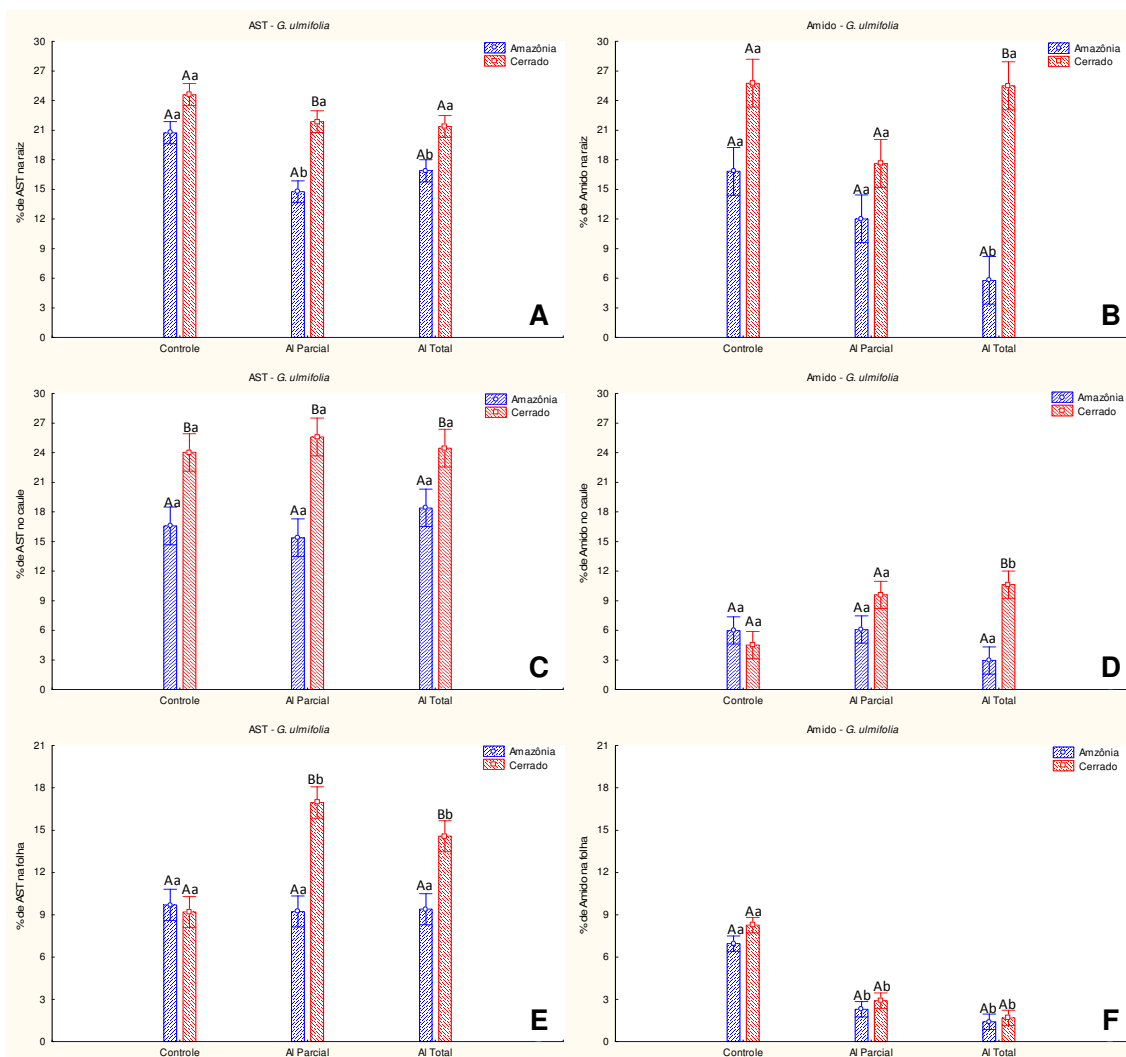 AST - G. ulmifolia
Amazônia
Cerrado
% de AST na raiz
30
27
24
21
18
15
12
9
6
3
0
Aa
Aa
Ab
Ba
Ab
Aa
Controle
Al Parcial
Al Total
A
Amido - G. ulmifolia
Amazônia
Cerrado
% de Amido na raiz
30
27
24
21
18
15
12
9
6
3
0
Aa
Aa
Aa
Aa
Ab
Ba
Controle
Al Parcial
Al Total
B
AST - G. ulmifolia
Amazônia
Cerrado
% de AST no caule
30
27
24
21
18
15
12
9
6
3
0
Aa
Ba
Aa
Ba
Aa
Ba
Controle
Al Parcial
Al Total
C
Amido - G. ulmifolia
Amazônia
Cerrado
% de Amido no caule
30
27
24
21
18
15
12
9
6
3
0
Aa
Aa
Aa
Aa
Aa
Bb
Controle
Al Parcial
Al Total
D
AST - G. ulmifolia
Amazônia
Cerrado
% de AST na folha
21
18
15
12
9
6
3
0
Aa
Aa
Aa
Bb
Aa
Bb
Controle
Al Parcial
Al Total
E
Amido - G. ulmifolia
Amazônia
Cerrado
% de Amido na folha
21
18
15
12
9
6
3
0
Aa
Aa
Ab
Ab
Ab
Ab
Controle
Al Parcial
Al Total
F